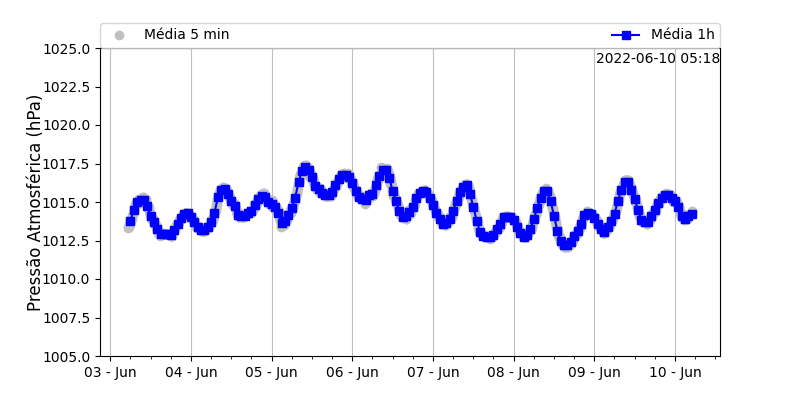 Média 5 min
Média 1h
2022-06-10 05:18
Pressão Atmosférica (hPa)
1025.0
1022.5
1020.0
1017.5
1015.0
1012.5
1010.0
1007.5
1005.0
03 - Jun
04 - Jun
05 - Jun
06 - Jun
07 - Jun
08 - Jun
09 - Jun
10 - Jun